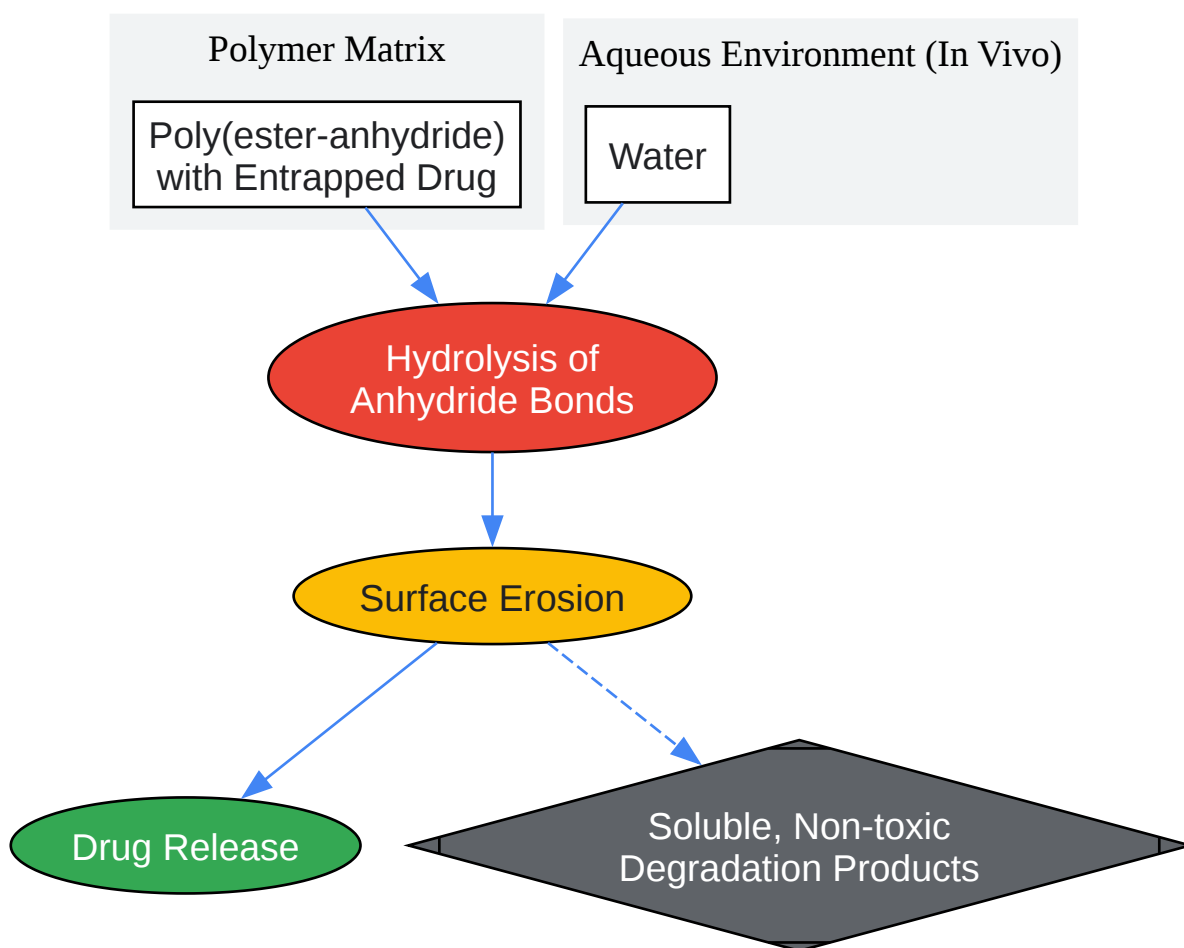 Polymer Matrix
Aqueous Environment (In Vivo)
Poly(ester-anhydride)
with Entrapped Drug
Water
Hydrolysis of
Anhydride Bonds
Surface Erosion
Drug Release
Soluble, Non-toxic
Degradation Products